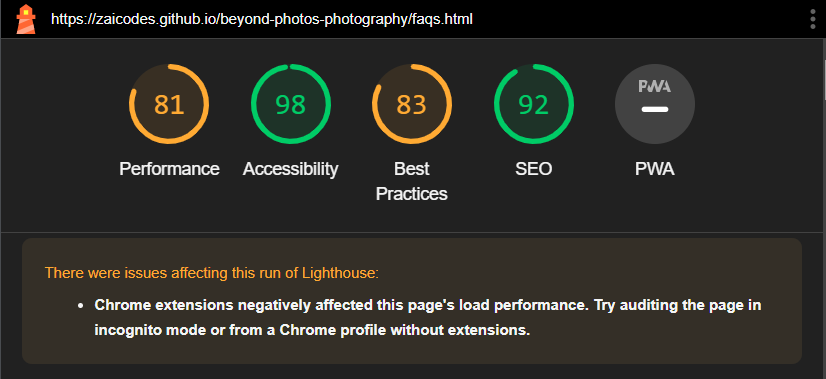 https://zaicodes.github.io/beyond-photos-photography/faqs.html
81 98 83 92 PWA
Performance Accessibility Best SEO PWA
Practices
There were issues affecting this run of Lighthouse:
• Chrome extensions negatively affected this page's load performance. Try auditing the page in
incognito mode or from a Chrome profile without extensions.